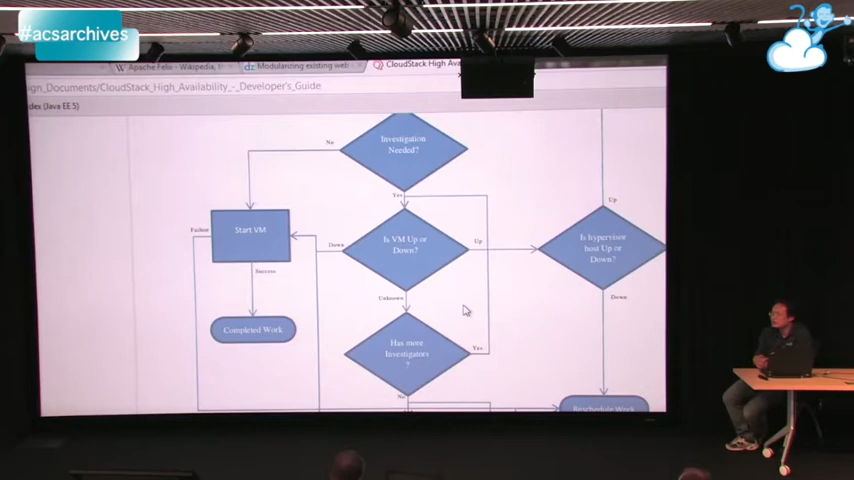 #acsarchives
Apache Felix - Wikipedia, t
Modularizing existing web
CloudStack High Ava
ign_Documents/CloudStack_High_Availability_-_Developer's_Guide
dex (Java EE 5)
Investigation
Needed?
No
Yes
Up
Start VM
Failure
Is VM Up or
Down?
Down
Up
Is hypervisor
host Up or
Down?
Success
Unknown
Down
Completed Work
Has more
Investigators
?
Yes
No
Reschedule Work